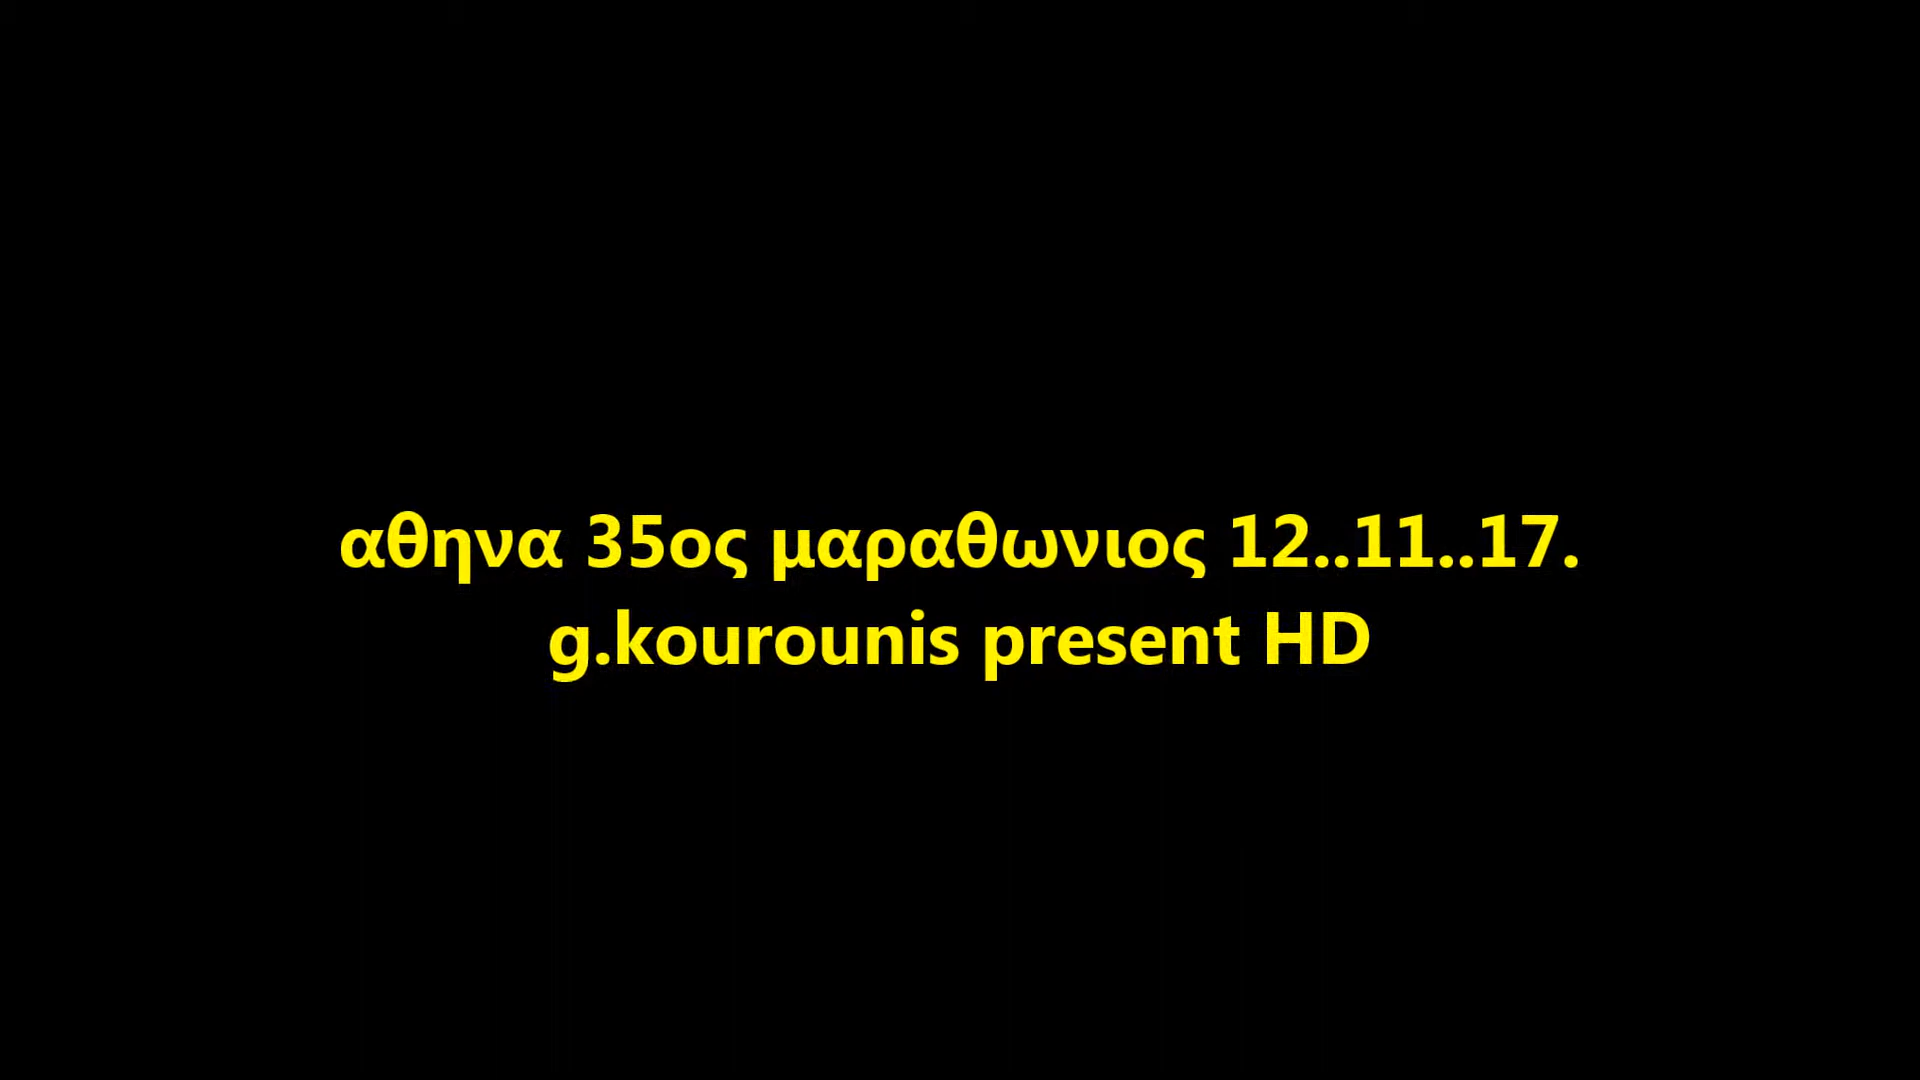 αθηνα 35ος μαραθωνιος 12..11..17.
g.kourounis present HD